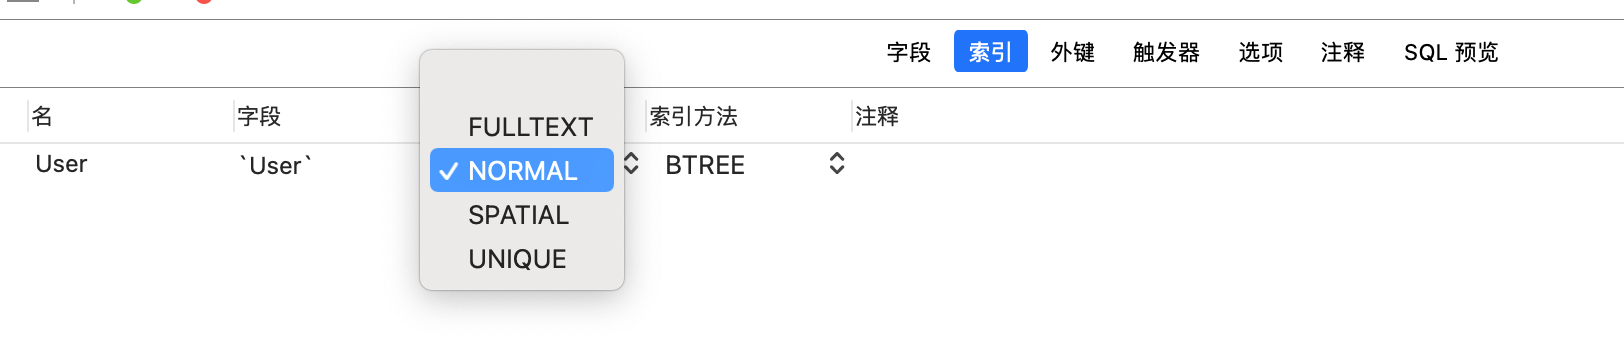 字段 索引 外键 触发器 选项 注释 SQL 预览
名 字段 索引方法 注释
FULLTEXT
User `User` NORMAL BTREE
SPATIAL
UNIQUE